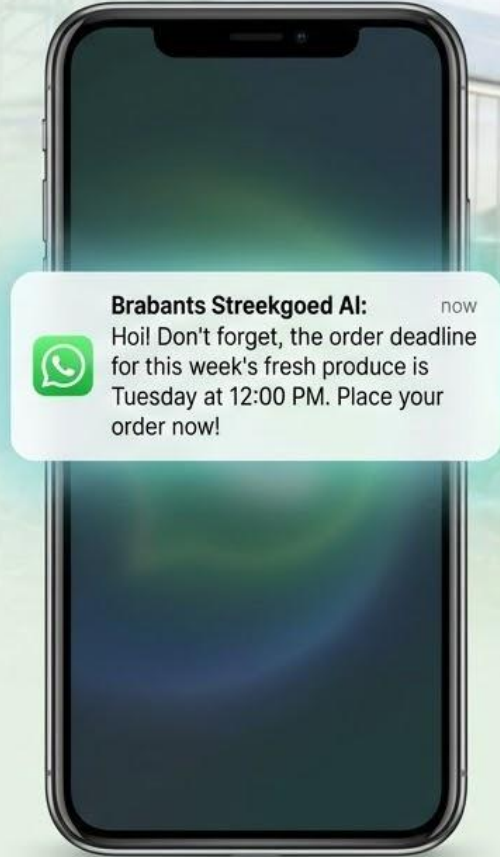 Brabants Streekgoed AI: now
Hoi! Don't forget, the order deadline
for this week's fresh produce is
Tuesday at 12:00 PM. Place your
order now!